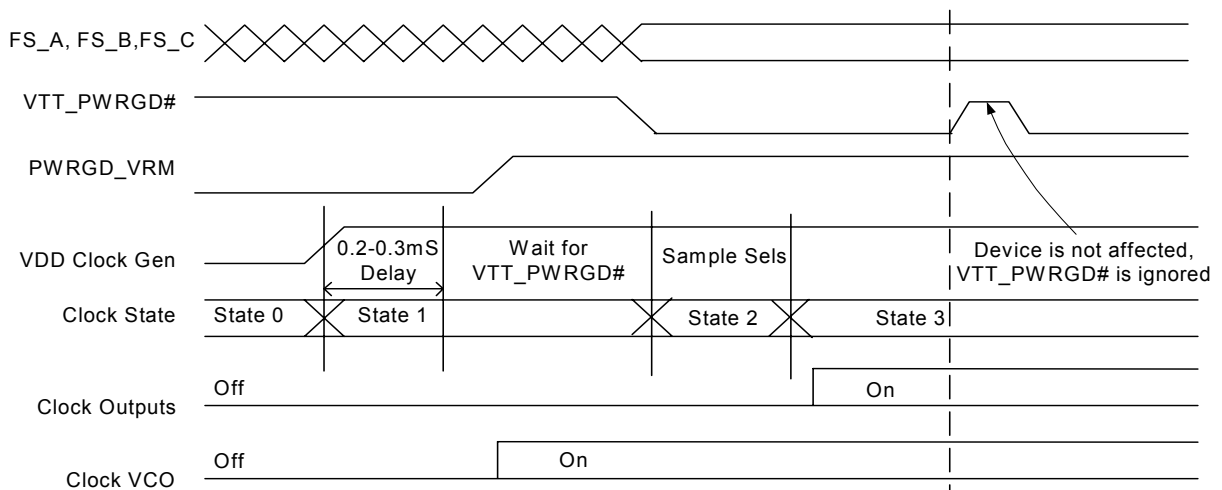 FS_A, FS_B,FS_C
VTT_PWRGD#
PWRGD_VRM
VDD Clock Gen
0.2-0.3mS
Delay
Wait for
VTT_PWRGD#
Sample Sels
Device is not affected,
VTT_PWRGD# is ignored
Clock State
State 0
State 1
State 2
State 3
Clock Outputs
Off
On
Clock VCO
Off
On